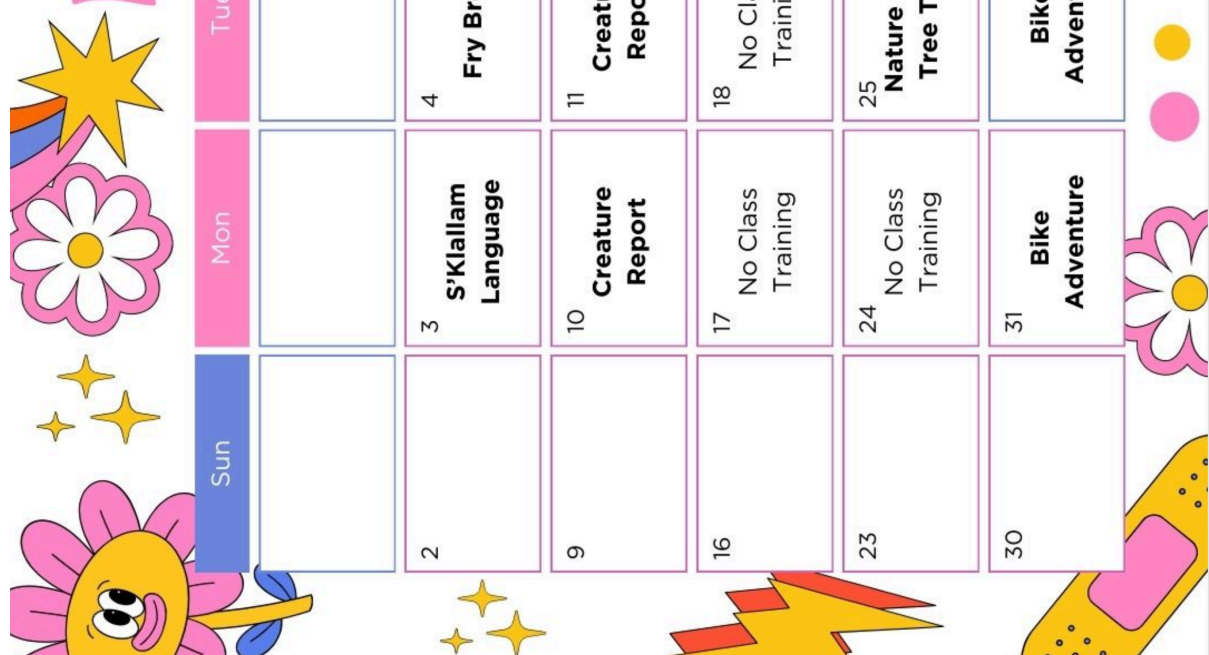 Sun
Mon
Tue
2
3
S'Klallam
Language
4
Fry Br
9
10
Creature
Report
11
Creatu
Repo
16
17
No Class
Training
18
No Cl
Traini
23
24
No Class
Training
25
Nature
Tree T
30
31
Bike
Adventure
Bike
Adven